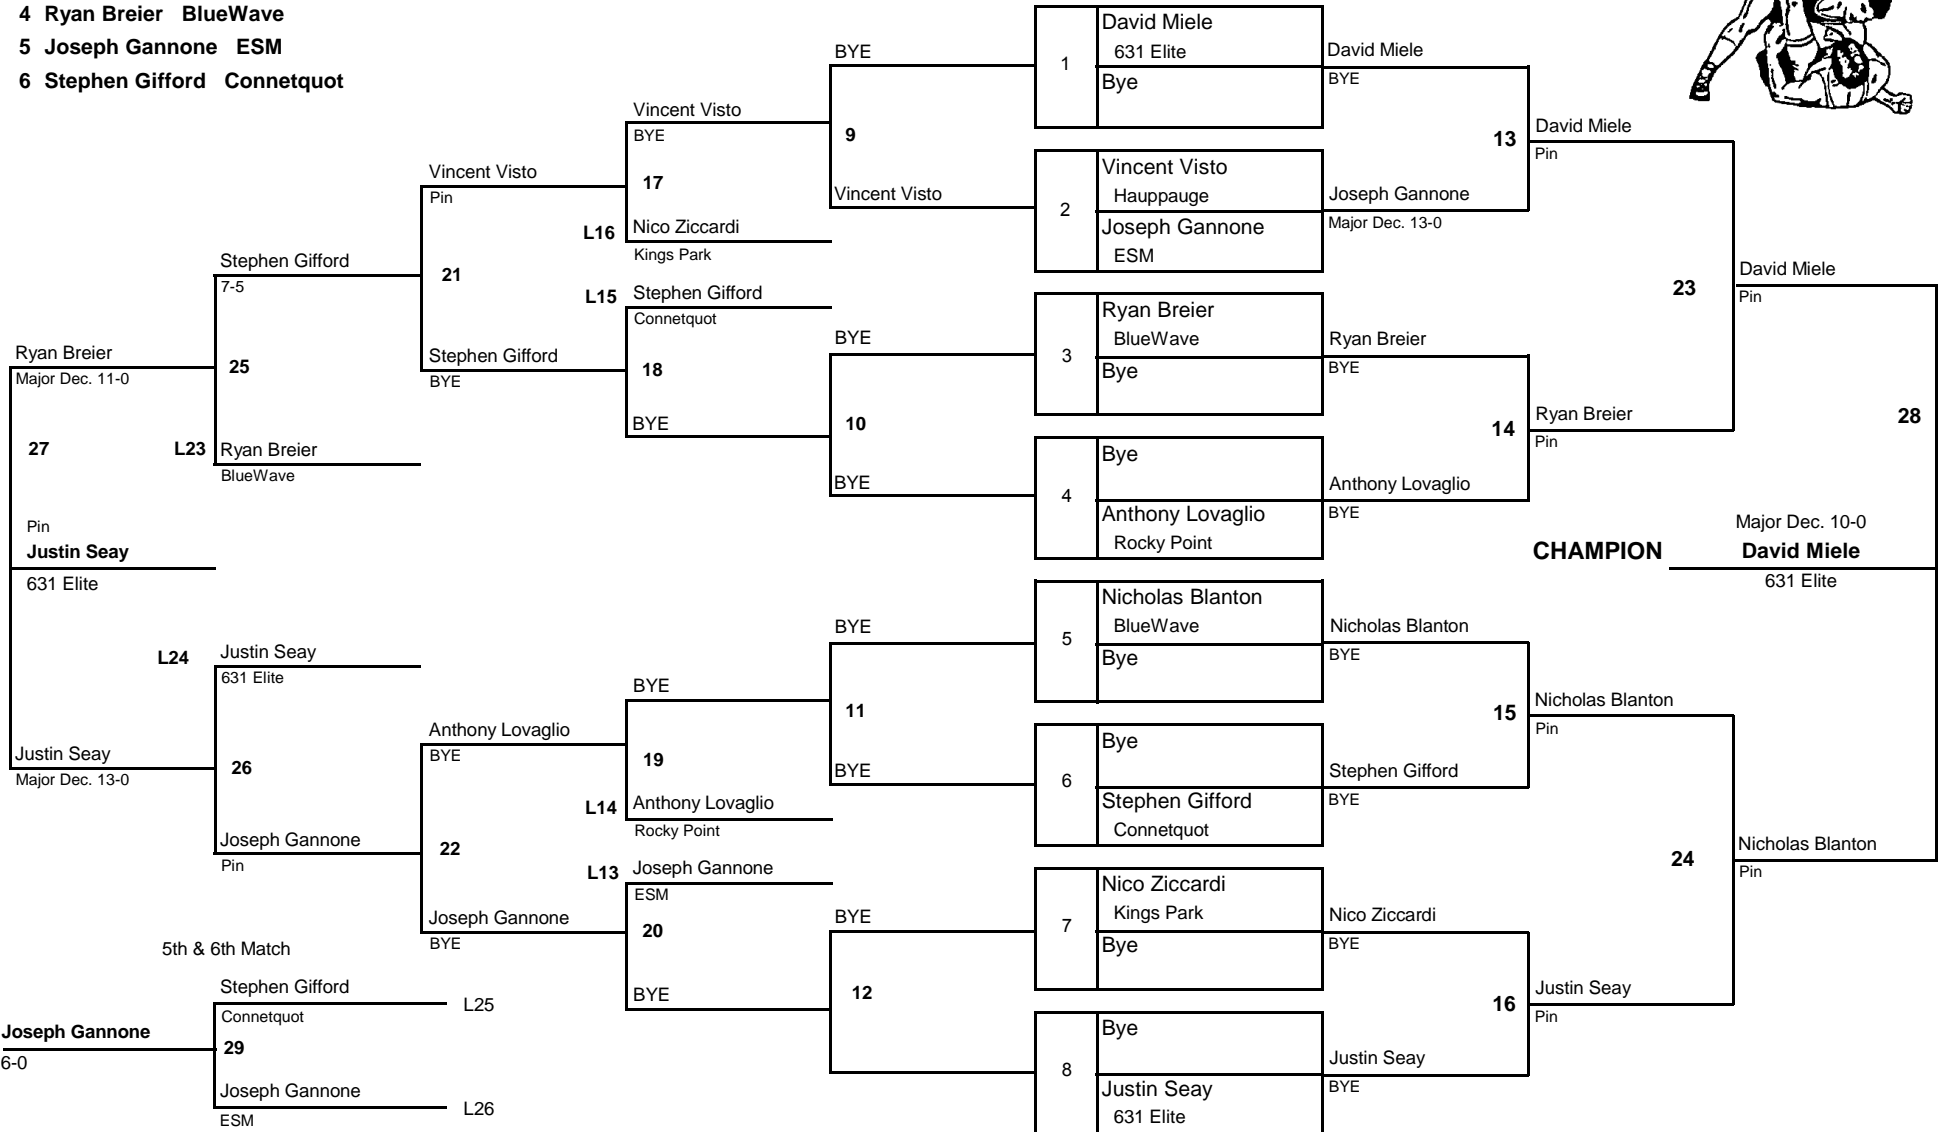 4 Ryan Breier BlueWave
5 Joseph Gannone ESM
6 Stephen Gifford Connetquot
Ryan Breier
Major Dec. 11-0
27
Pin
Justin Seay
631 Elite
Justin Seay
Major Dec. 13-0
Stephen Gifford
7-5
25
L23
Ryan Breier
BlueWave
L24
Justin Seay
631 Elite
26
Joseph Gannone
Pin
5th & 6th Match
Stephen Gifford
Connetquot
L25
Joseph Gannone
6-0
29
Joseph Gannone
ESM
L26
Vincent Visto
Pin
21
Stephen Gifford
BYE
Anthony Lovaglio
BYE
22
Joseph Gannone
BYE
Vincent Visto
BYE
17
L16
Nico Ziccardi
Kings Park
L15
Stephen Gifford
Connetquot
18
BYE
BYE
19
L14
Anthony Lovaglio
Rocky Point
L13
Joseph Gannone
ESM
20
BYE
BYE
9
Vincent Visto
BYE
10
BYE
BYE
11
BYE
BYE
12
1
David Miele
631 Elite
Bye
2
Vincent Visto
Hauppauge
Joseph Gannone
ESM
3
Ryan Breier
BlueWave
Bye
4
Bye
Anthony Lovaglio
Rocky Point
5
Nicholas Blanton
BlueWave
Bye
6
Bye
Stephen Gifford
Connetquot
7
Nico Ziccardi
Kings Park
Bye
8
Bye
Justin Seay
631 Elite
David Miele
BYE
13
Joseph Gannone
Major Dec. 13-0
Ryan Breier
BYE
14
Anthony Lovaglio
BYE
Nicholas Blanton
BYE
15
Stephen Gifford
BYE
Nico Ziccardi
BYE
16
Justin Seay
BYE
David Miele
Pin
23
Ryan Breier
Pin
Nicholas Blanton
Pin
24
Justin Seay
Pin
David Miele
Pin
28
Major Dec. 10-0
CHAMPION David Miele
631 Elite
Nicholas Blanton
Pin